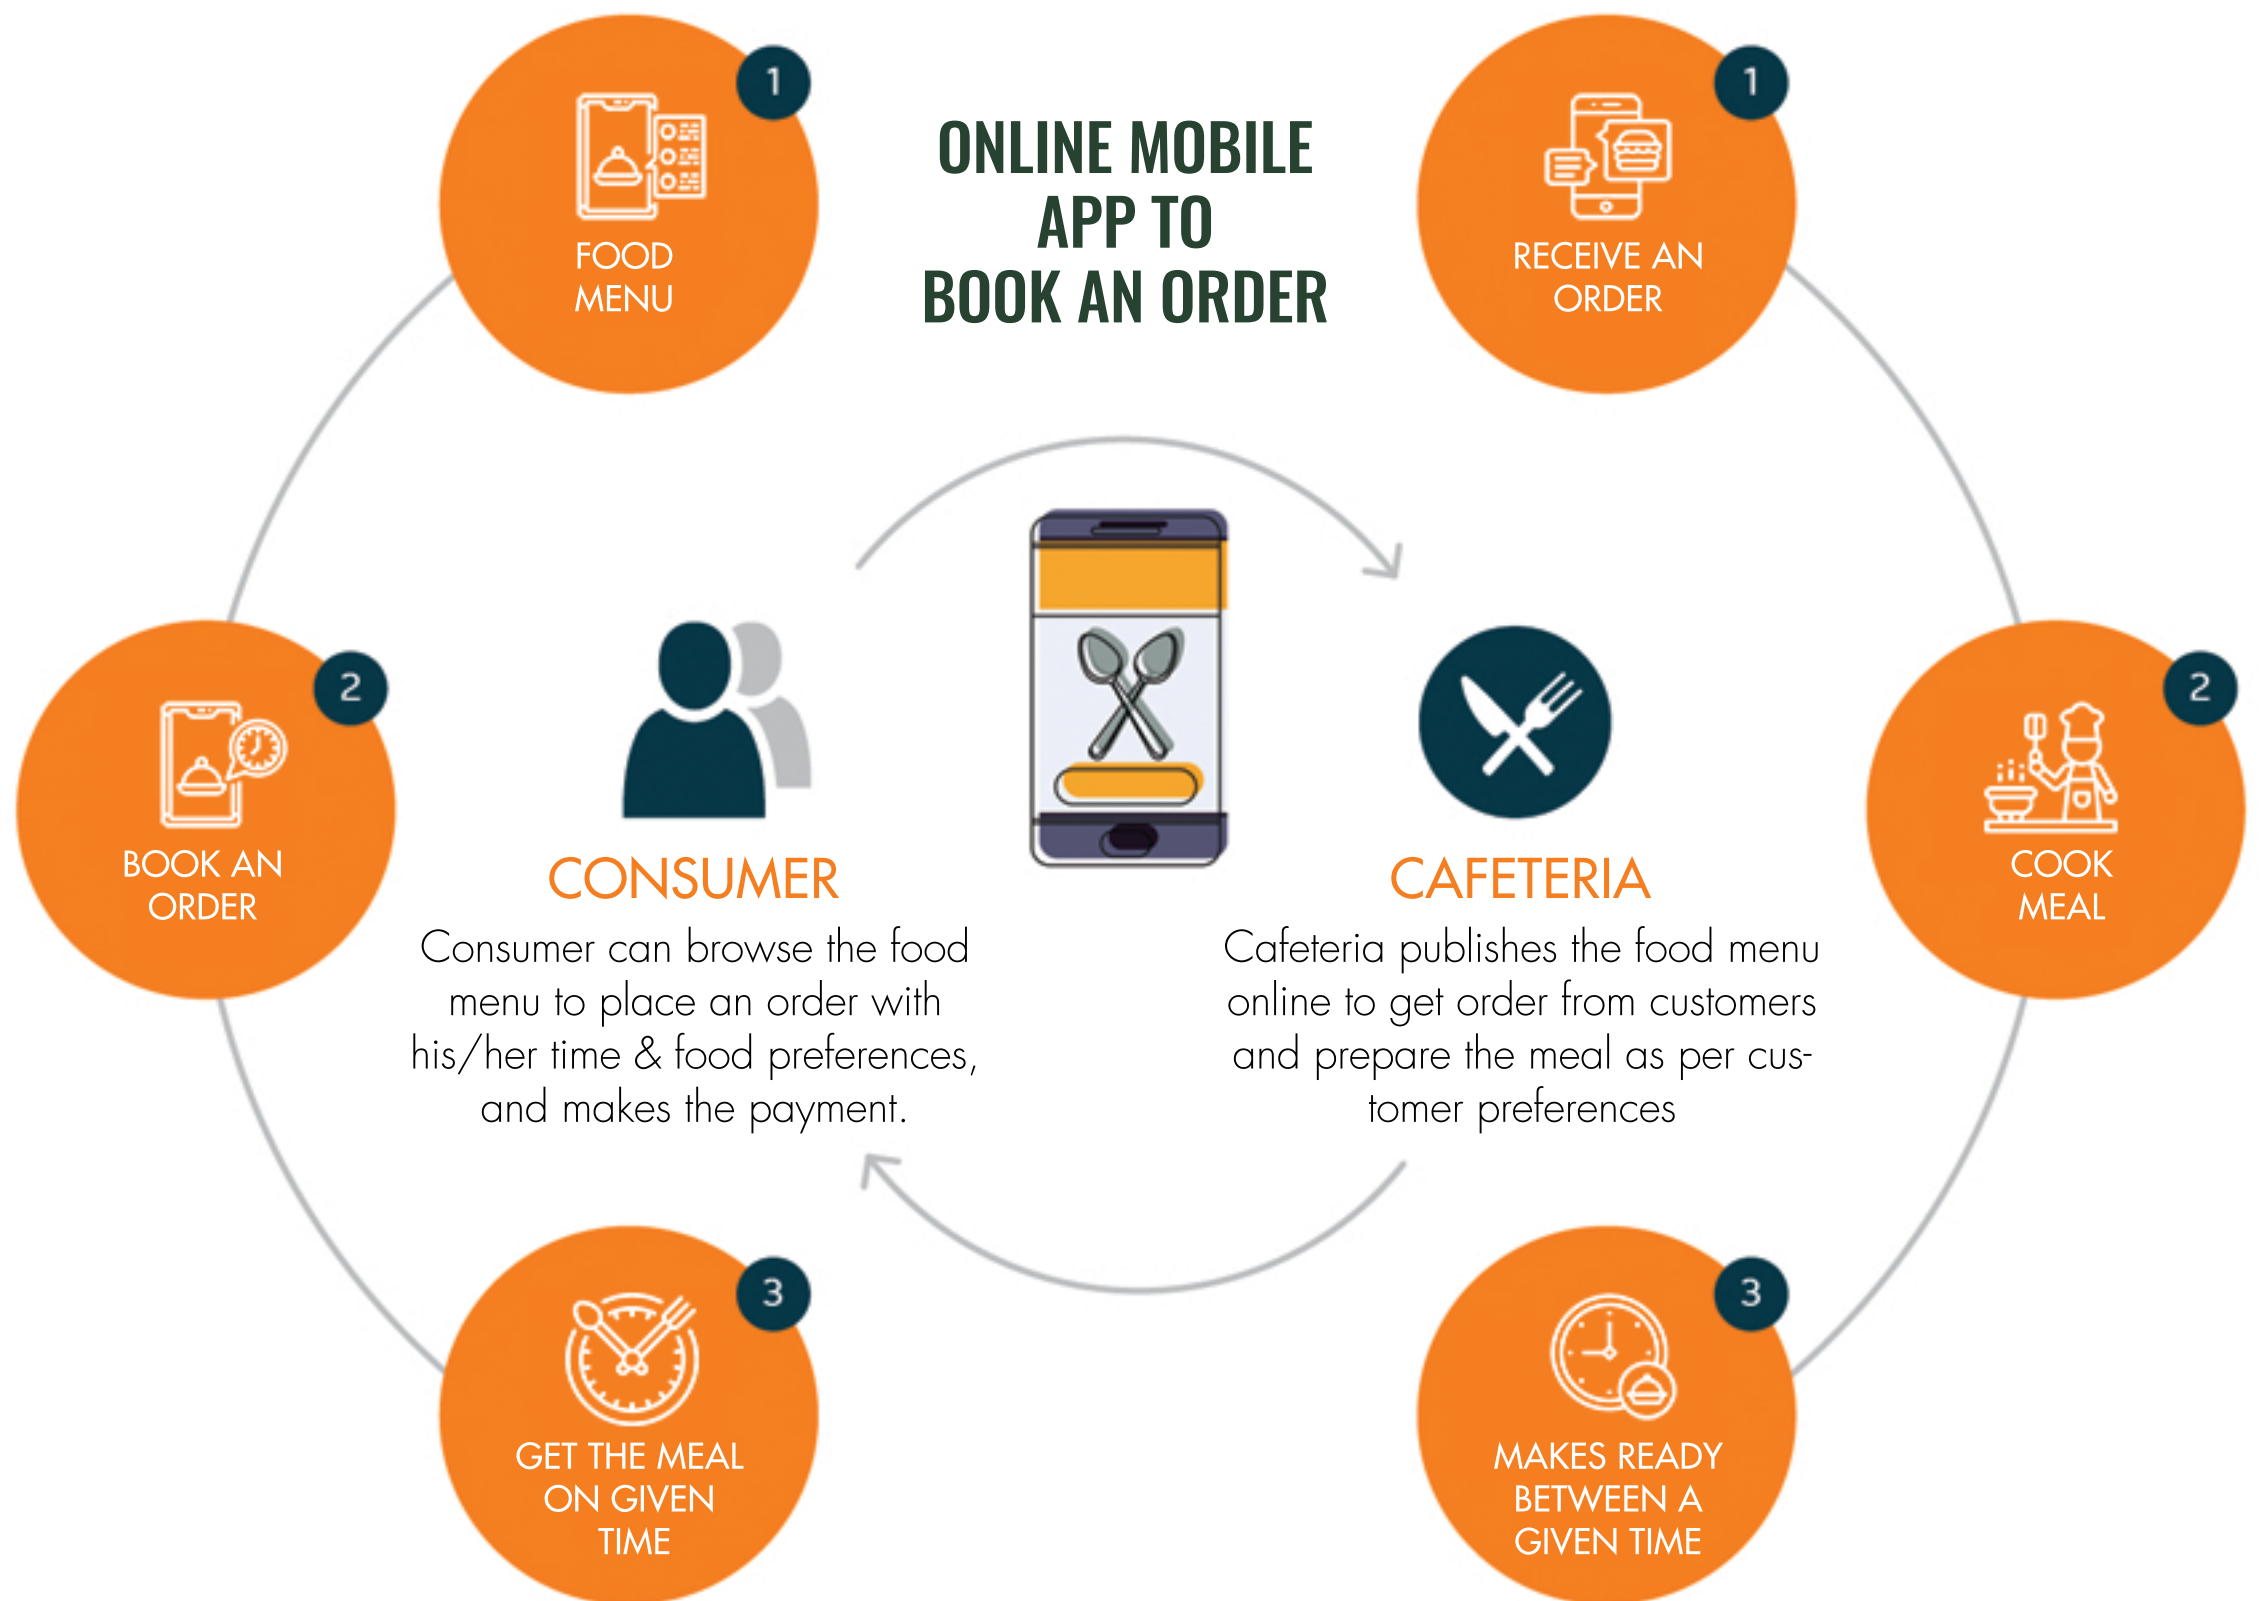 1
FOOD
MENU
ONLINE MOBILE
APP TO
BOOK AN ORDER
1
RECEIVE AN
ORDER
2
BOOK AN
ORDER
CONSUMER
Consumer can browse the food
menu to place an order with
his/her time & food preferences,
and makes the payment.
CAFETERIA
Cafeteria publishes the food menu
online to get order from customers
and prepare the meal as per cus-
tomer preferences
2
COOK
MEAL
3
GET THE MEAL
ON GIVEN
TIME
3
MAKES READY
BETWEEN A
GIVEN TIME